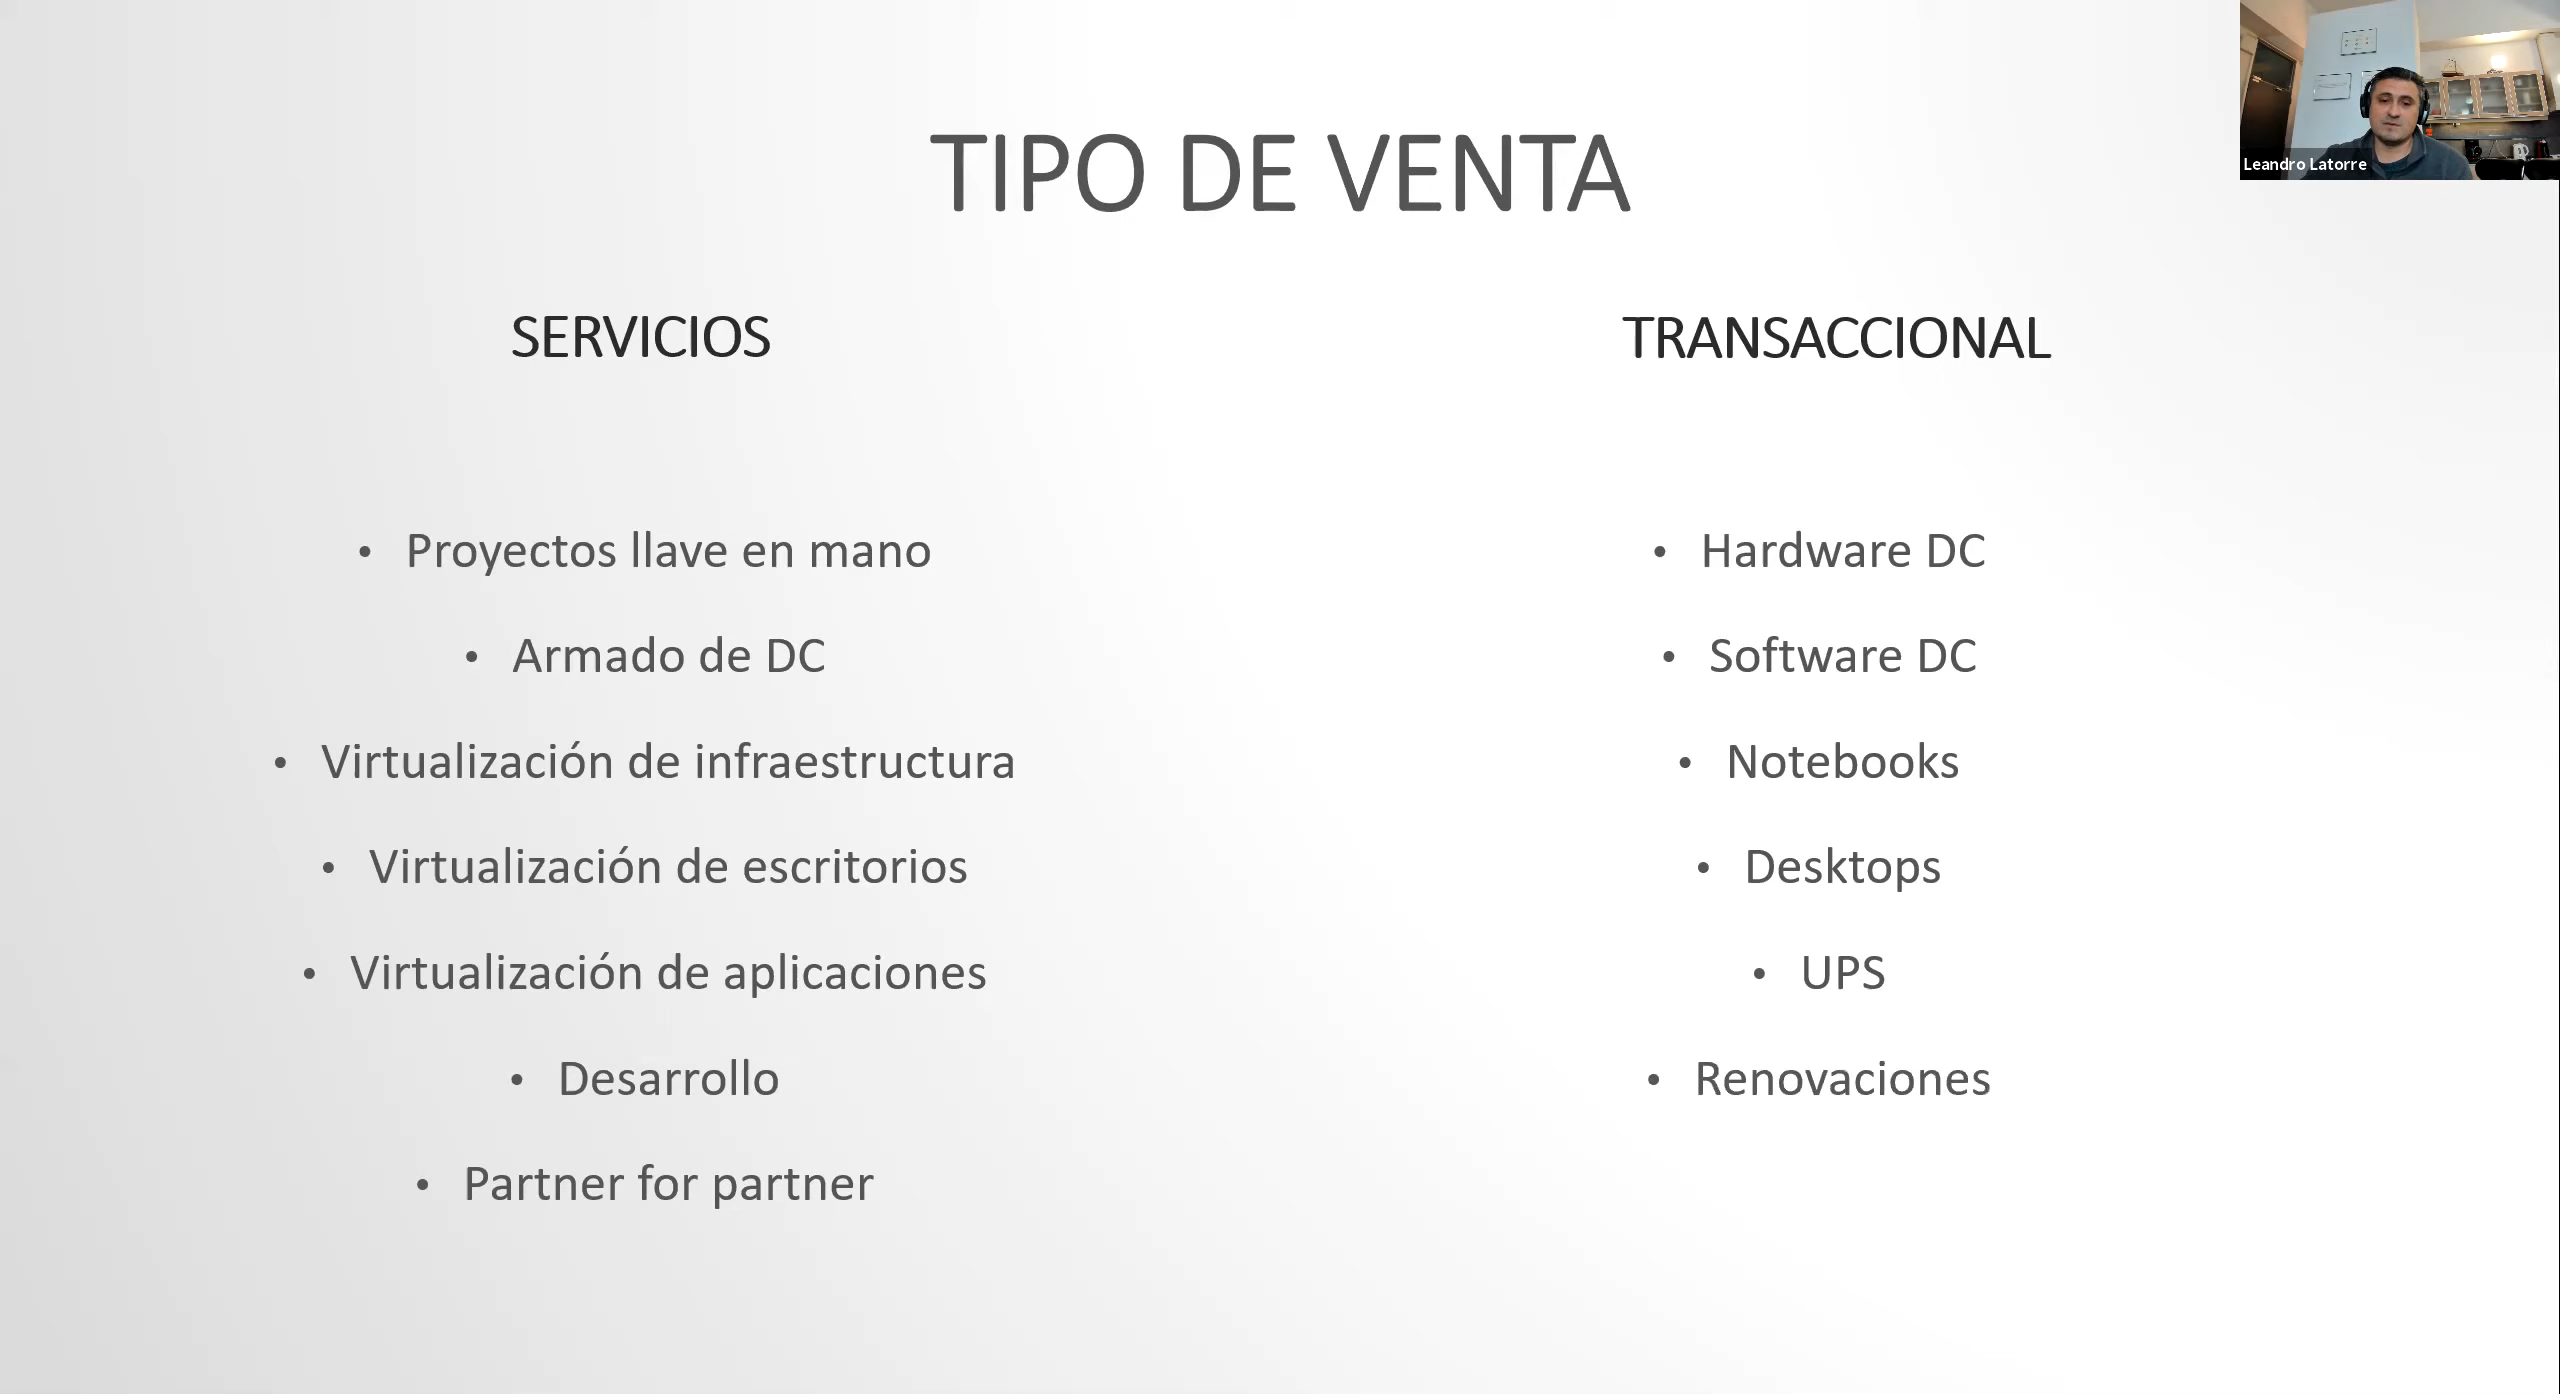 TIPO DE VENTA
Leandro Latorre
SERVICIOS
• Proyectos llave en mano
• Armado de DC
• Virtualización de infraestructura
• Virtualización de escritorios
• Virtualización de aplicaciones
• Desarrollo
• Partner for partner
TRANSACCIONAL
• Hardware DC
• Software DC
• Notebooks
• Desktops
• UPS
• Renovaciones